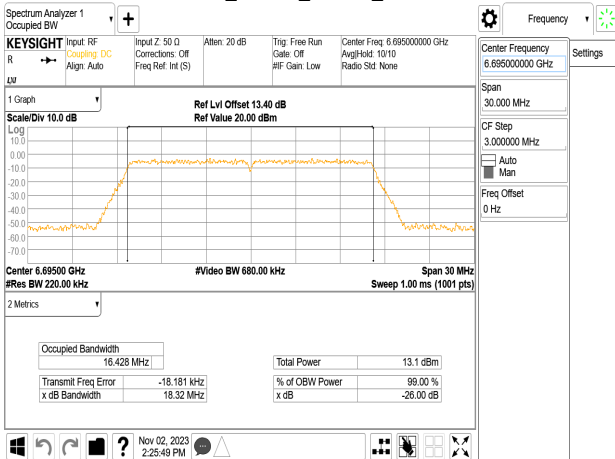 Spectrum Analyzer 1
Occupied BW
Frequency
KEYSIGHT
R
Input: RF
Coupling: DC
Align: Auto
Input Z: 50 Ω
Corrections: Off
Freq Ref: Int (S)
Atten: 20 dB
Trig: Free Run
Gate: Off
#IF Gain: Low
Center Freq: 6.695000000 GHz
Avg|Hold: 10/10
Radio Std: None
Center Frequency
6.695000000 GHz
Settings
Span
30.000 MHz
CF Step
3.000000 MHz
Auto
Man
Freq Offset
0 Hz
1 Graph
Scale/Div 10.0 dB
Ref Lvl Offset 13.40 dB
Ref Value 20.00 dBm
Log
10.0
0.00
-10.0
-20.0
-30.0
-40.0
-50.0
-60.0
-70.0
Center 6.69500 GHz
#Video BW 680.00 kHz
Span 30 MHz
#Res BW 220.00 kHz
Sweep 1.00 ms (1001 pts)
2 Metrics
Occupied Bandwidth
16.428 MHz
Total Power 13.1 dBm
Transmit Freq Error -18.181 kHz
% of OBW Power 99.00 %
x dB Bandwidth 18.32 MHz
x dB -26.00 dB
Nov 02, 2023
2:25:49 PM